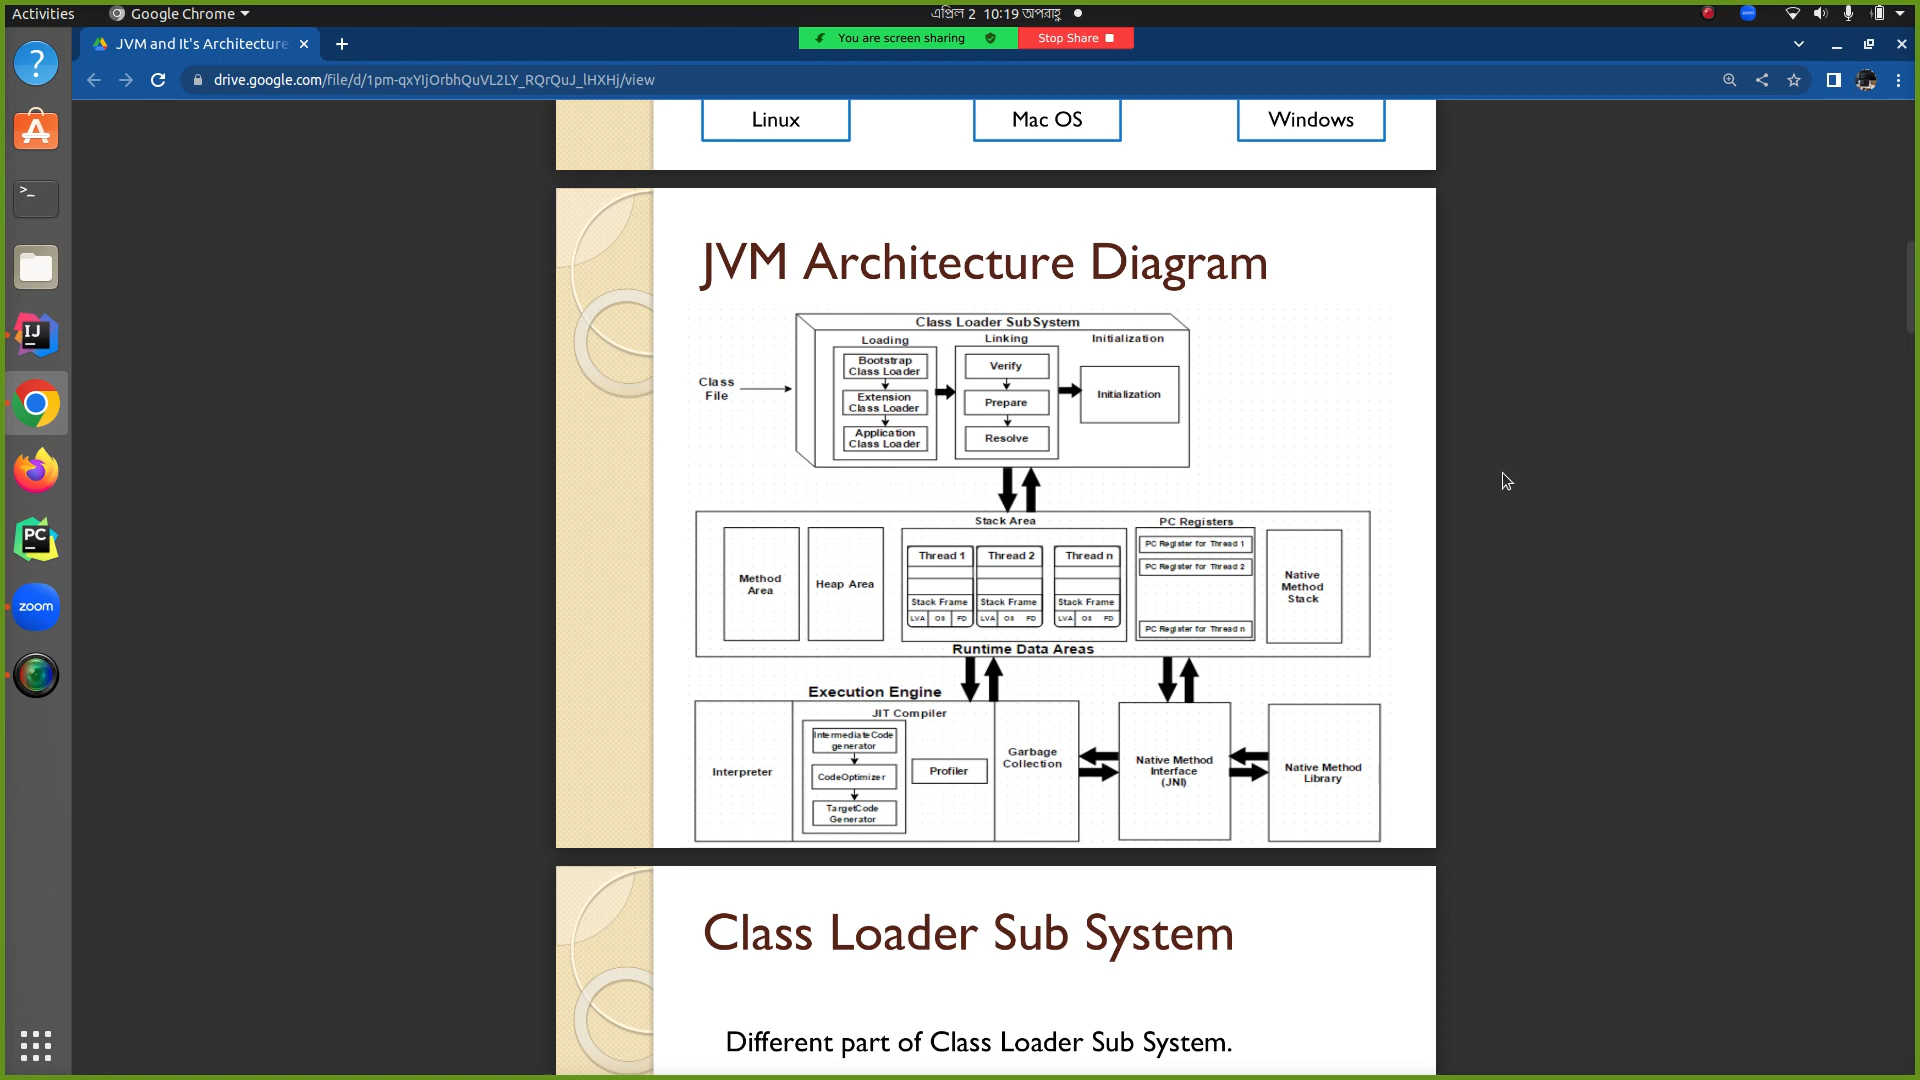 Activities
Google Chrome
এপ্রিল 2 10:19 অপরাহ্ণ
zoom
JVM and It's Architecture
You are screen sharing
Stop Share
drive.google.com/file/d/1pm-qxYIjOrbhQuVL2LY_RQrQuJ_lHXHj/view
Linux
Mac OS
Windows
JVM Architecture Diagram
Class Loader SubSystem
Loading
Linking
Initialization
Bootstrap
Class Loader
Extension
Class Loader
Application
Class Loader
Verify
Prepare
Resolve
Initialization
Class
File
Stack Area
PC Registers
Method
Area
Heap Area
Thread 1
Thread 2
Thread n
Stack Frame
Stack Frame
Stack Frame
LVA OS FD
LVA OS FD
LVA OS FD
PC Register for Thread 1
PC Register for Thread 2
PC Register for Thread n
Native
Method
Stack
Runtime Data Areas
Execution Engine
JIT Compiler
Interpreter
IntermediateCode
generator
CodeOptimizer
TargetCode
Generator
Profiler
Garbage
Collection
Native Method
Interface
(JNI)
Native Method
Library
Class Loader Sub System
Different part of Class Loader Sub System.
IJ
PC
zoom